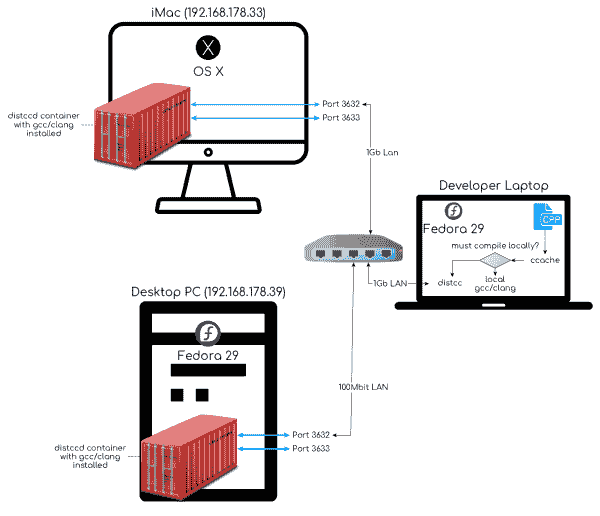 iMac (192.168.178.33)
X
OS X
distccd container
with gcc/clang
installed
Port 3632
Port 3633
1Gb Lan
Developer Laptop
Fedora 29
CPP
must compile locally?
ccache
distcc
local
gcc/clang
1Gb LAN
Desktop PC (192.168.178.39)
Fedora 29
100Mbit LAN
distccd container
with gcc/clang
installed
Port 3632
Port 3633